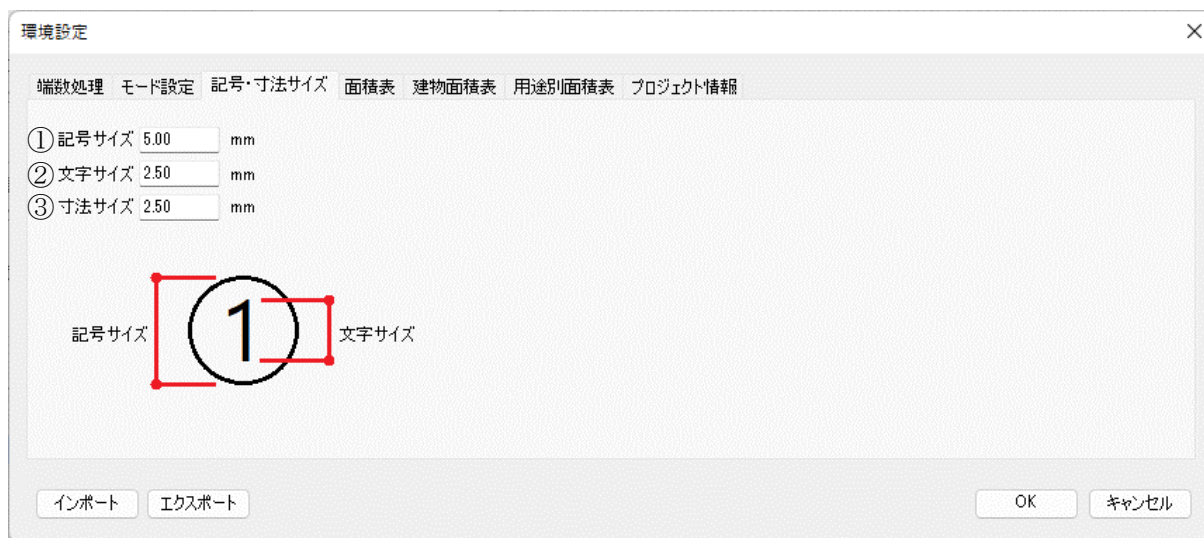 環境設定
端数処理 モード設定 記号・寸法サイズ 面積表 建物面積表 用途別面積表 プロジェクト情報
①記号サイズ 5.00 mm
②文字サイズ 2.50 mm
③寸法サイズ 2.50 mm
記号サイズ 1 文字サイズ
インポート エクスポート OK キャンセル